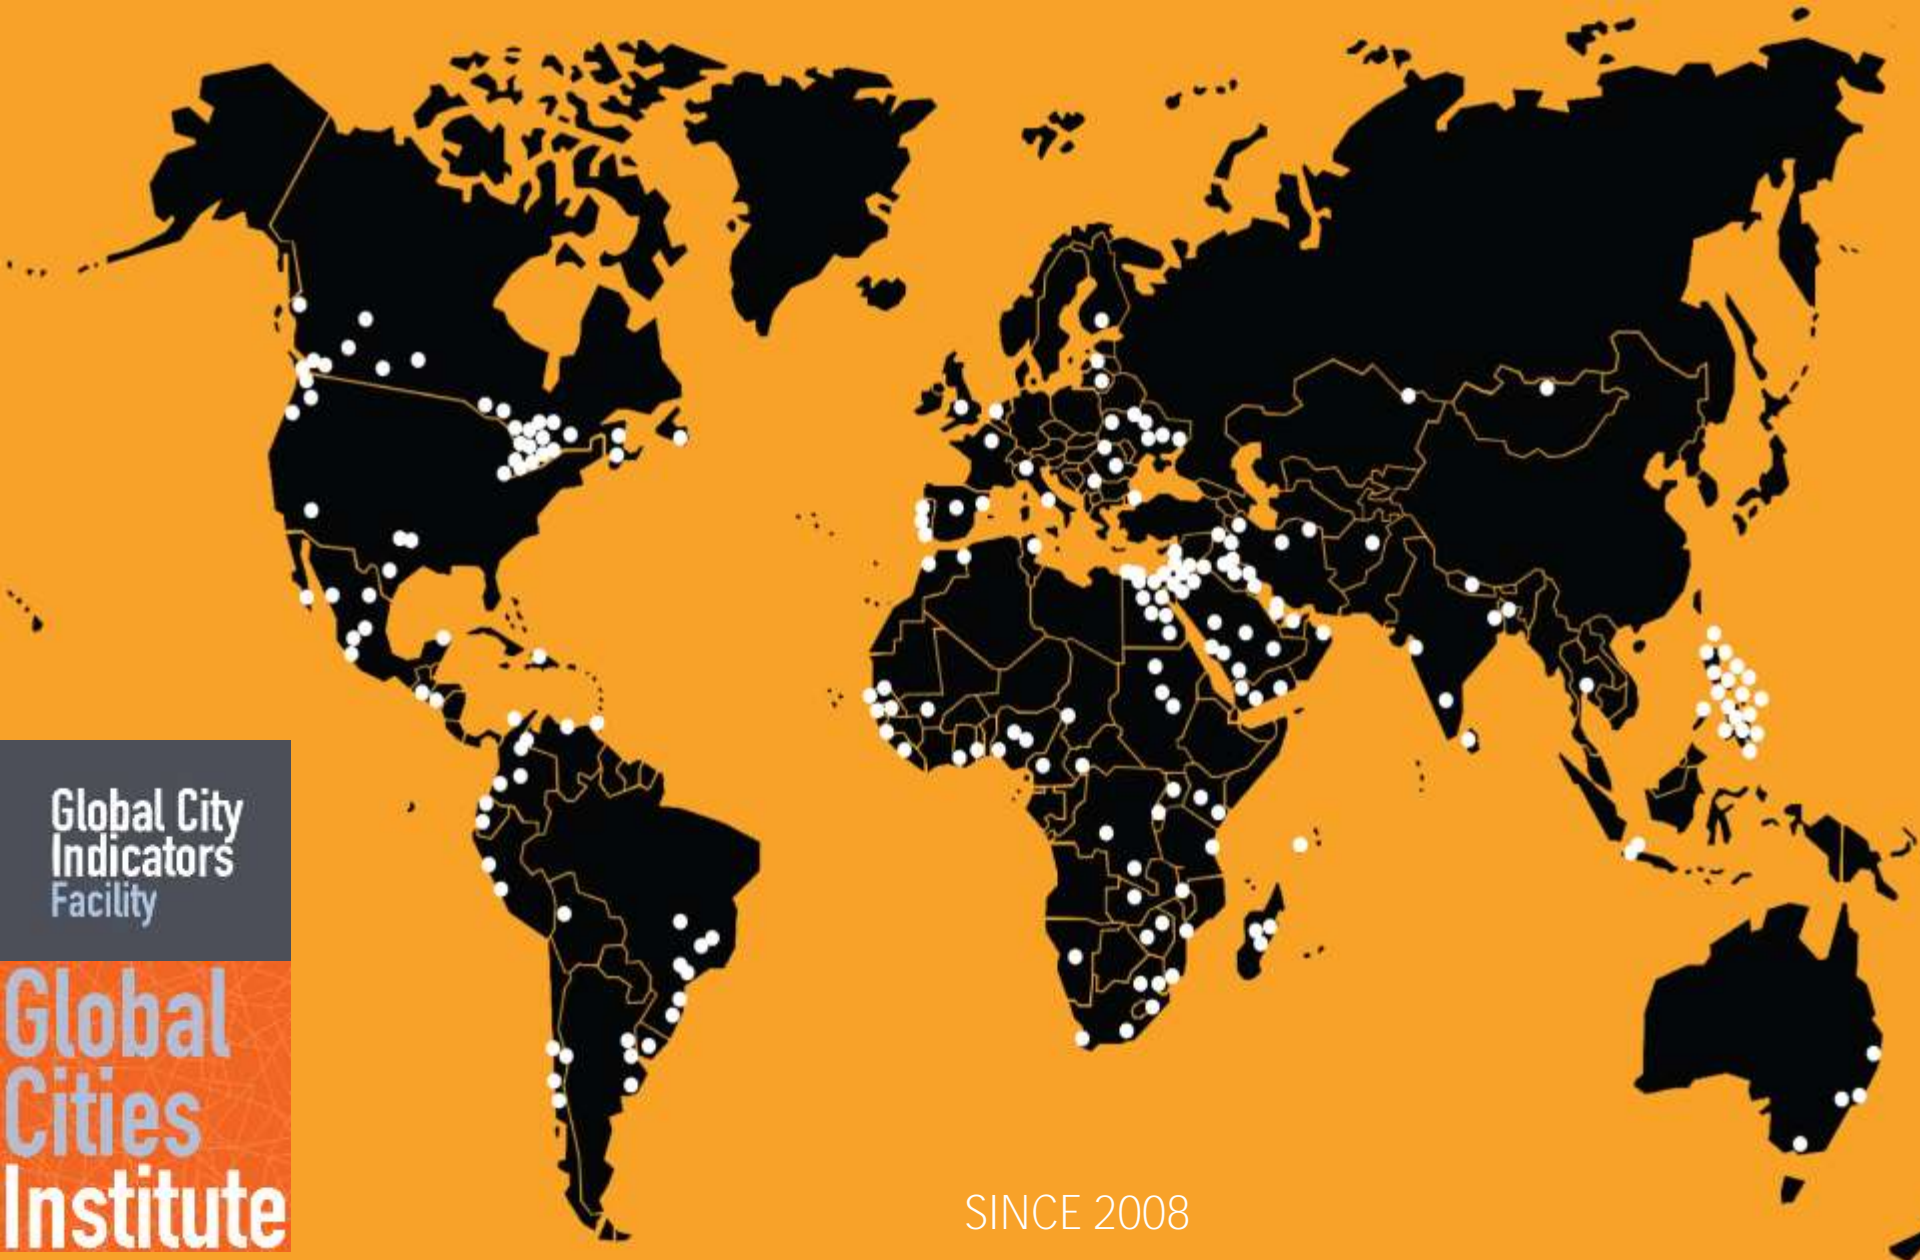 Global City
Indicators
Facility
Global
Cities
Institute
SINCE 2008